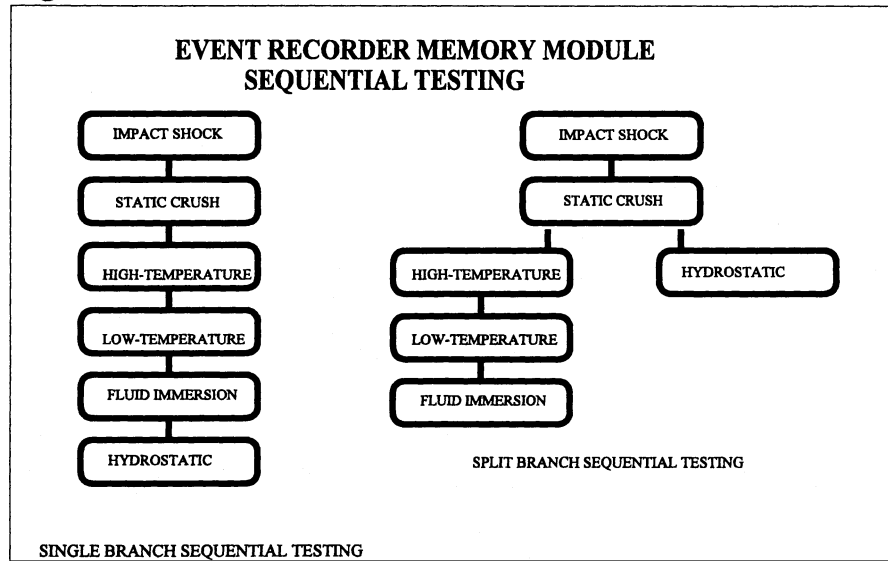 EVENT RECORDER MEMORY MODULE
SEQUENTIAL TESTING
IMPACT SHOCK
STATIC CRUSH
HIGH-TEMPERATURE
LOW-TEMPERATURE
FLUID IMMERSION
HYDROSTATIC
SINGLE BRANCH SEQUENTIAL TESTING
IMPACT SHOCK
STATIC CRUSH
HIGH-TEMPERATURE
HYDROSTATIC
LOW-TEMPERATURE
FLUID IMMERSION
SPLIT BRANCH SEQUENTIAL TESTING